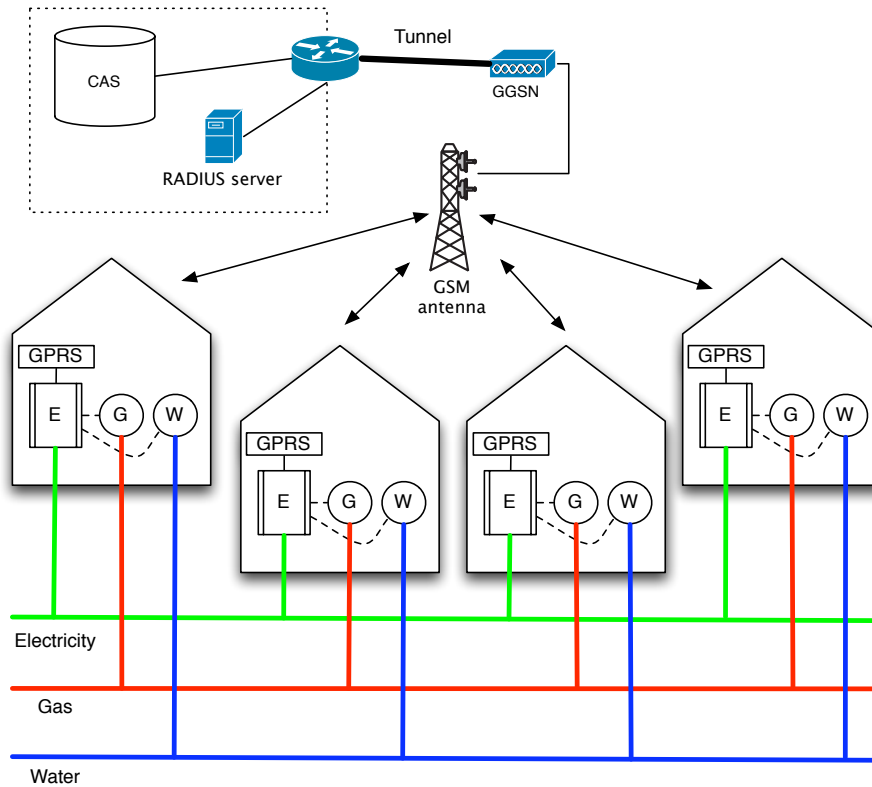 Tunnel
CAS
GGSN
RADIUS server
GSM
antenna
GPRS
E
G
W
GPRS
E
G
W
GPRS
E
G
W
GPRS
E
G
W
Electricity
Gas
Water